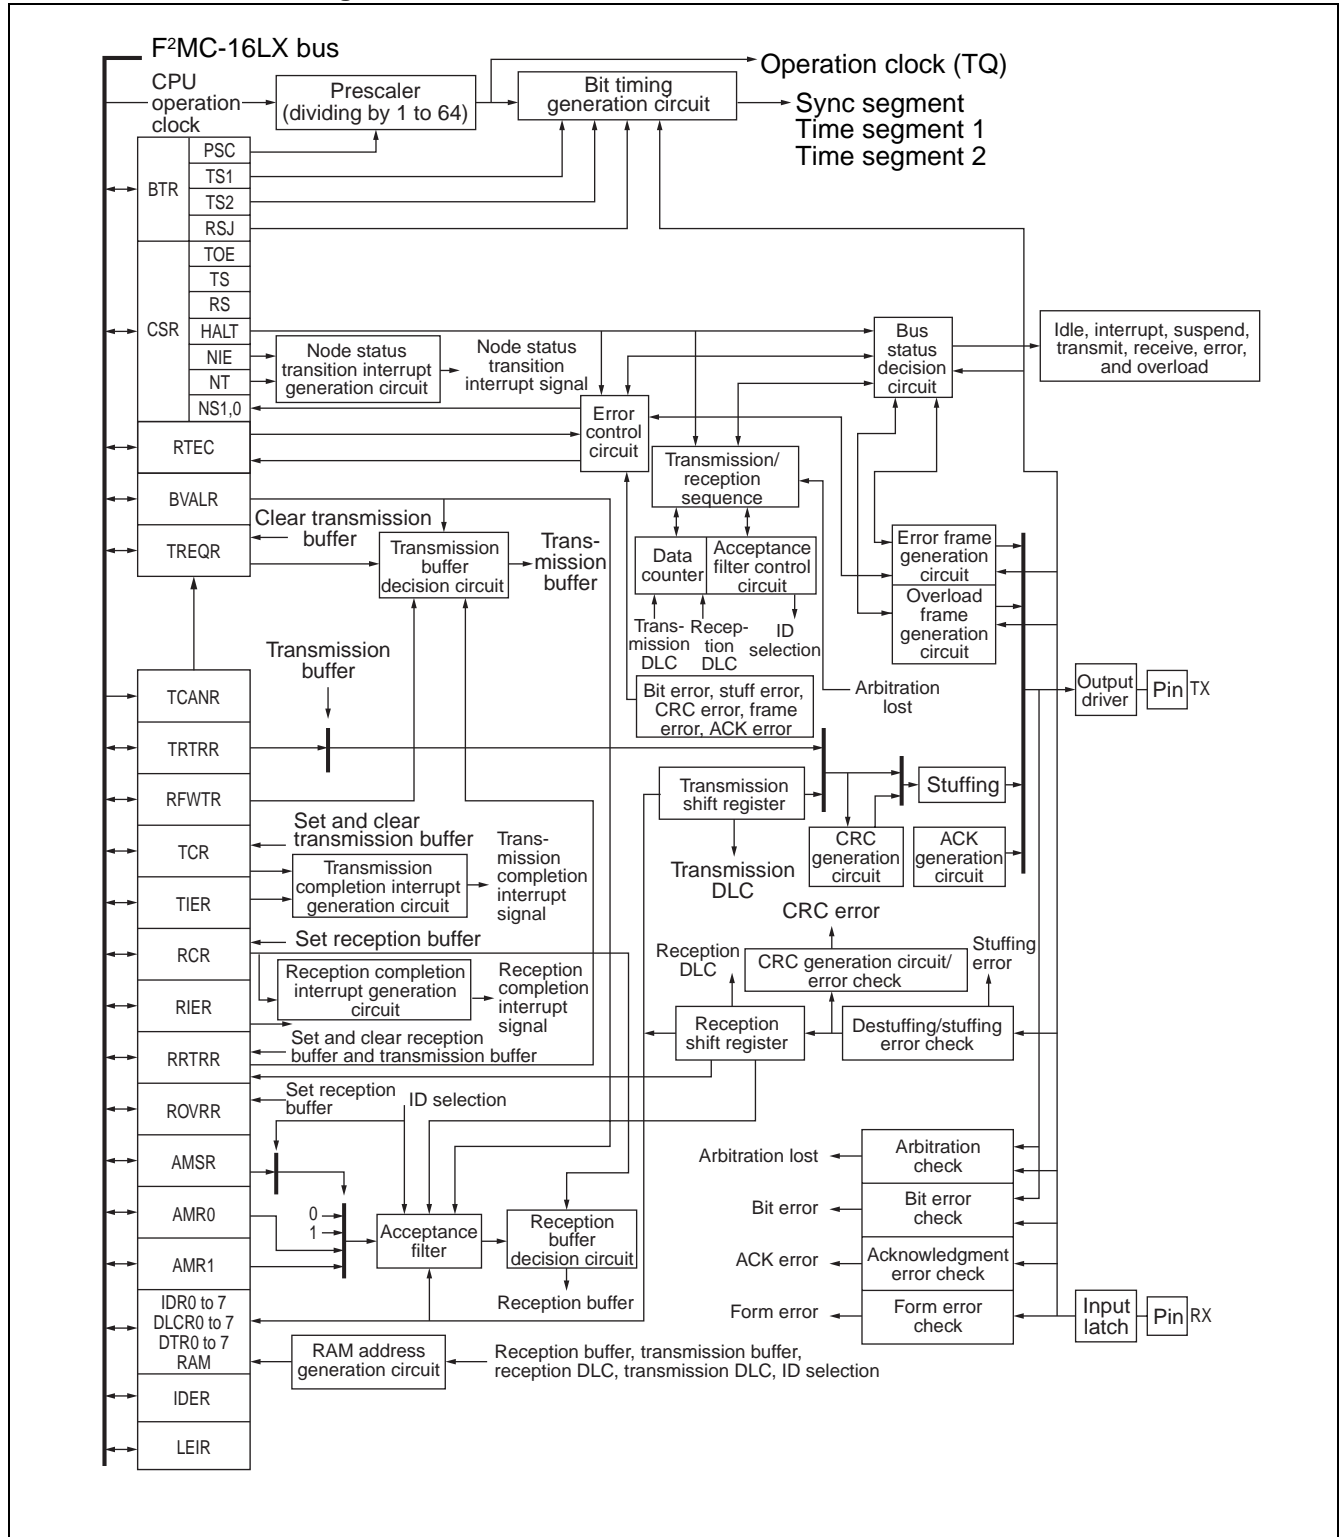 F²MC-16LX bus
CPU
operation
clock
Prescaler
(dividing by 1 to 64)
Bit timing
generation circuit
Operation clock (TQ)
Sync segment
Time segment 1
Time segment 2
BTR
PSC
TS1
TS2
RSJ
CSR
TOE
TS
RS
HALT
NIE
NT
NS1,0
Node status
transition interrupt
generation circuit
Node status
transition
interrupt signal
Error
control
circuit
Bus
status
decision
circuit
Idle, interrupt, suspend,
transmit, receive, error,
and overload
RTEC
Transmission/
reception
sequence
BVALR
TREQR
Clear transmission
buffer
Transmission
buffer
decision circuit
Trans-
mission
buffer
Data
counter
Acceptance
filter control
circuit
Error frame
generation
circuit
Overload
frame
generation
circuit
Trans-
mission
DLC
Recep-
tion
DLC
ID
selection
Transmission
buffer
TCANR
Bit error, stuff error,
CRC error, frame
error, ACK error
Arbitration
lost
Output
driver
Pin
TX
TRTRR
RFWTR
Transmission
shift register
Stuffing
CRC
generation
circuit
ACK
generation
circuit
Transmission
DLC
TCR
Set and clear
transmission buffer
TIER
Transmission
completion interrupt
generation circuit
Trans-
mission
completion
interrupt
signal
CRC error
RCR
Set reception buffer
Reception
DLC
CRC generation circuit/
error check
Stuffing
error
RIER
Reception completion
interrupt generation
circuit
Reception
completion
interrupt
signal
Reception
shift register
Destuffing/stuffing
error check
RRTRR
Set and clear reception
buffer and transmission buffer
ROVRR
Set reception
buffer
ID selection
AMSR
Arbitration lost
Arbitration
check
AMR0
0
1
Acceptance
filter
Reception
buffer
decision circuit
Bit error
Bit error
check
AMR1
ACK error
Acknowledgment
error check
Reception buffer
Form error
Form error
check
Input
latch
Pin
RX
IDR0 to 7
DLCR0 to 7
DTR0 to 7
RAM
RAM address
generation circuit
Reception buffer, transmission buffer,
reception DLC, transmission DLC, ID selection
IDER
LEIR